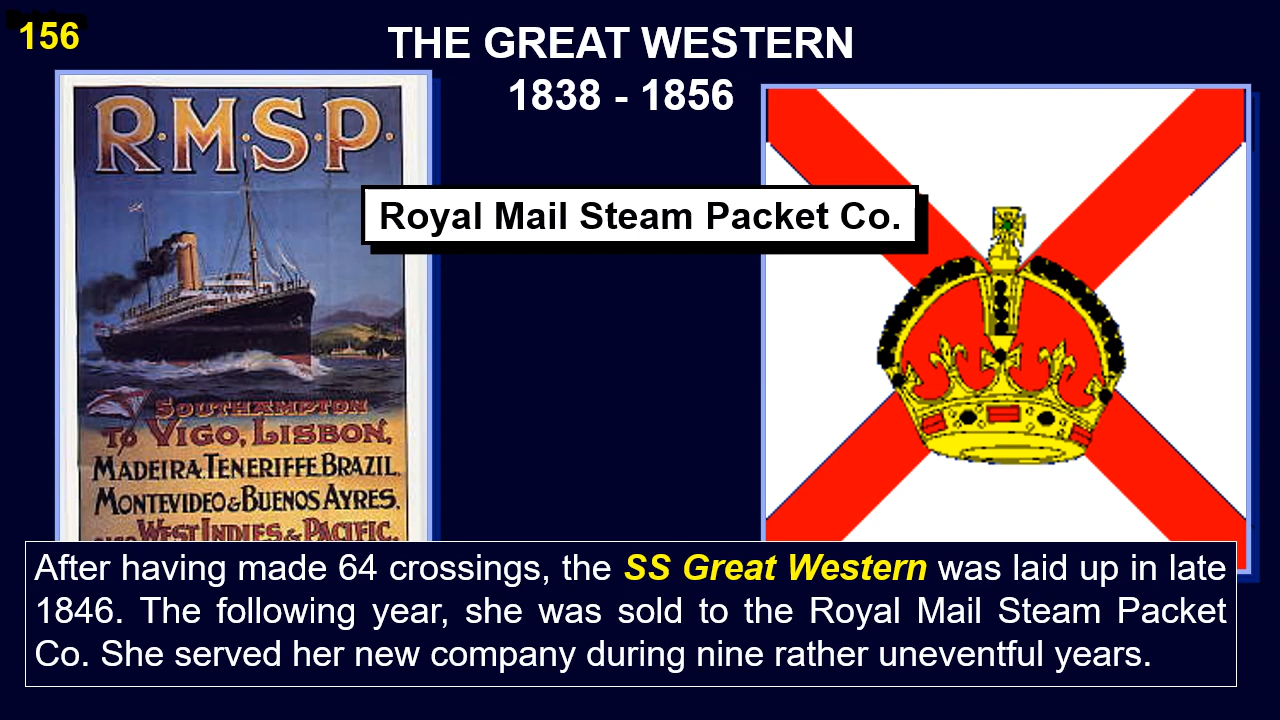 156
THE GREAT WESTERN
1838 - 1856
R·M·S·P·
Royal Mail Steam Packet Co.
SOUTHAMPTON
TO VIGO, LISBON,
MADEIRA, TENERIFFE, BRAZIL,
MONTEVIDEO & BUENOS AYRES.
ALSO WEST INDIES & PACIFIC.
After having made 64 crossings, the SS Great Western was laid up in late
1846. The following year, she was sold to the Royal Mail Steam Packet
Co. She served her new company during nine rather uneventful years.